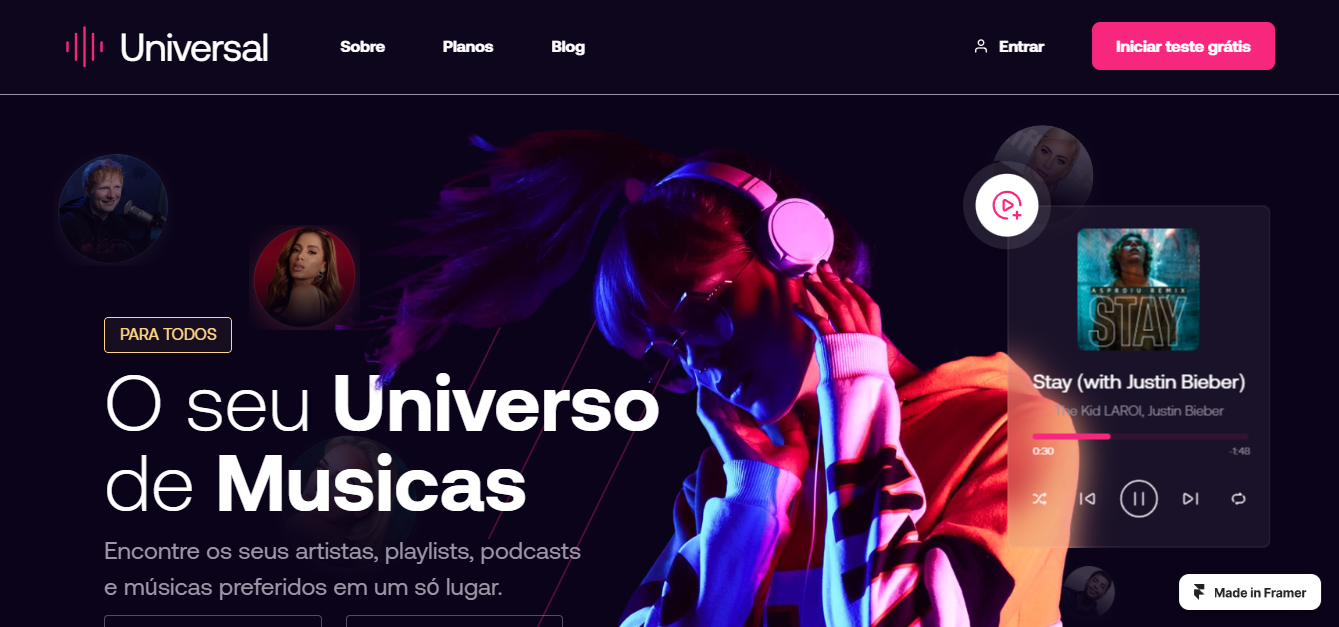 Universal
Sobre
Planos
Blog
Entrar
Iniciar teste grátis
PARA TODOS
O seu Universo
de Musicas
Encontre os seus artistas, playlists, podcasts
e músicas preferidos em um só lugar.
ASPROIU REMIX
STAY
Stay (with Justin Bieber)
The Kid LAROI, Justin Bieber
0:30
-1:48
Made in Framer